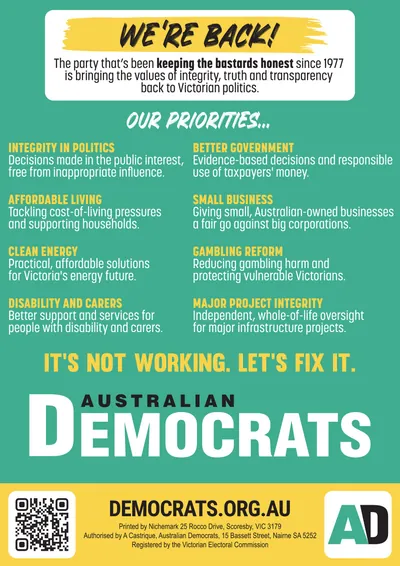 WE'RE BACK!
The party that's been keeping the bastards honest since 1977
is bringing the values of integrity, truth and transparency
back to Victorian politics.
OUR PRIORITIES...
INTEGRITY IN POLITICS
Decisions made in the public interest,
free from inappropriate influence.
BETTER GOVERNMENT
Evidence-based decisions and responsible
use of taxpayers' money.
AFFORDABLE LIVING
Tackling cost-of-living pressures
and supporting households.
SMALL BUSINESS
Giving small, Australian-owned businesses
a fair go against big corporations.
CLEAN ENERGY
Practical, affordable solutions
for Victoria's energy future.
GAMBLING REFORM
Reducing gambling harm and
protecting vulnerable Victorians.
DISABILITY AND CARERS
Better support and services for
people with disability and carers.
MAJOR PROJECT INTEGRITY
Independent, whole-of-life oversight
for major infrastructure projects.
IT'S NOT WORKING. LET'S FIX IT.
AUSTRALIAN
DEMOCRATS
DEMOCRATS.ORG.AU
Printed by Nichemark 25 Rocco Drive, Scoresby, VIC 3179
Authorised by A Castrique, Australian Democrats, 15 Bassett Street, Nairne SA 5252
Registered by the Victorian Electoral Commission
AD